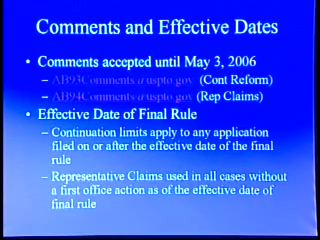 Comments and Effective Dates
• Comments accepted until May 3, 2006
– AB93Comments@uspto.gov (Cont Reform)
– AB94Comments@uspto.gov (Rep Claims)
• Effective Date of Final Rule
– Continuation limits apply to any application
filed on or after the effective date of the final
rule
– Representative Claims used in all cases without
a first office action as of the effective date of
final rule